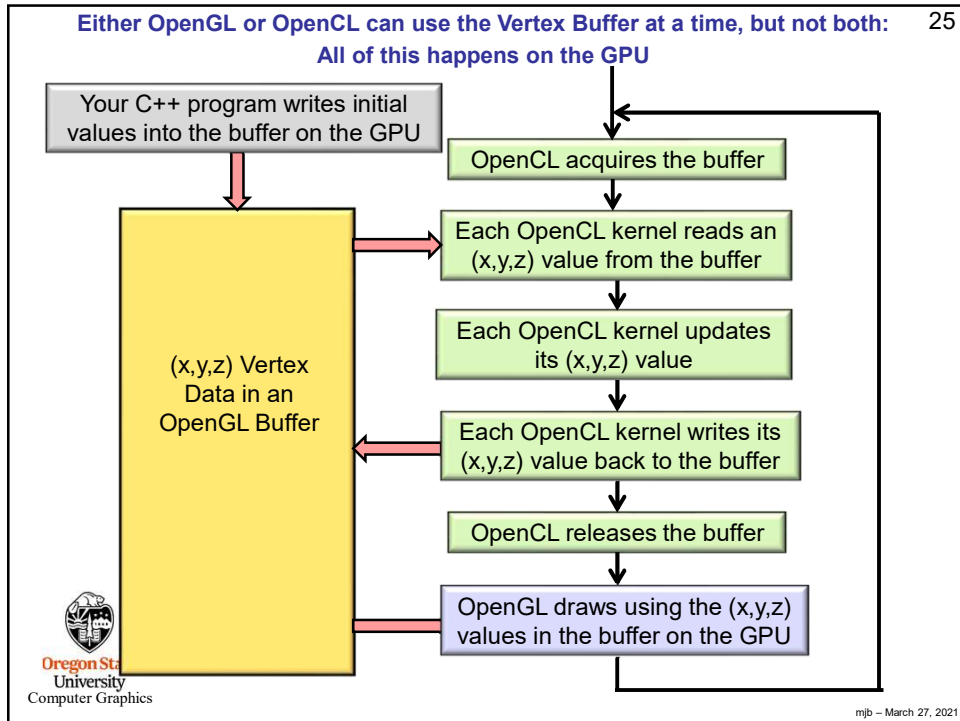 Either OpenGL or OpenCL can use the Vertex Buffer at a time, but not both:
25
All of this happens on the GPU
Your C++ program writes initial
values into the buffer on the GPU
OpenCL acquires the buffer
Each OpenCL kernel reads an
(x,y,z) value from the buffer
Each OpenCL kernel updates
its (x,y,z) value
(x,y,z) Vertex
Data in an
OpenGL Buffer
Each OpenCL kernel writes its
(x,y,z) value back to the buffer
OpenCL releases the buffer
OpenGL draws using the (x,y,z)
values in the buffer on the GPU
Oregon Sta
University
Computer Graphics
mjb – March 27, 2021